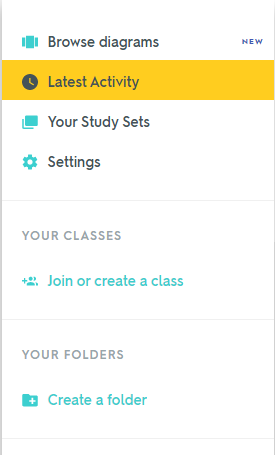 Browse diagrams NEW
Latest Activity
Your Study Sets
Settings
YOUR CLASSES
Join or create a class
YOUR FOLDERS
Create a folder